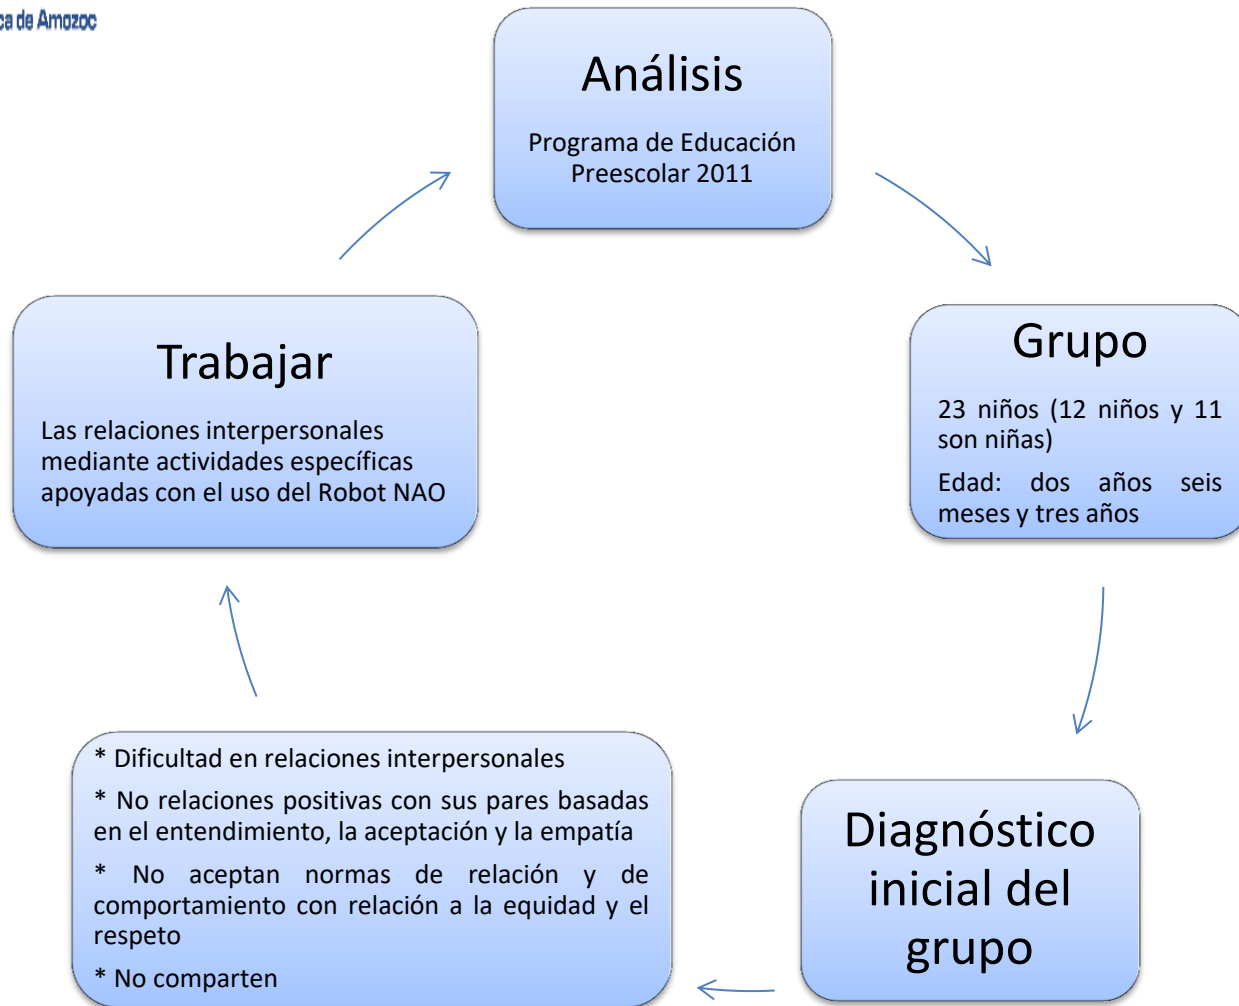 de Amozoc
Análisis
Programa de Educación
Preescolar 2011
Grupo
23 niños (12 niños y 11
son niñas)
Edad: dos años seis
meses y tres años
Diagnóstico
inicial del
grupo
* Dificultad en relaciones interpersonales
* No relaciones positivas con sus pares basadas
en el entendimiento, la aceptación y la empatía
* No aceptan normas de relación y de
comportamiento con relación a la equidad y el
respeto
* No comparten
Trabajar
Las relaciones interpersonales
mediante actividades específicas
apoyadas con el uso del Robot NAO